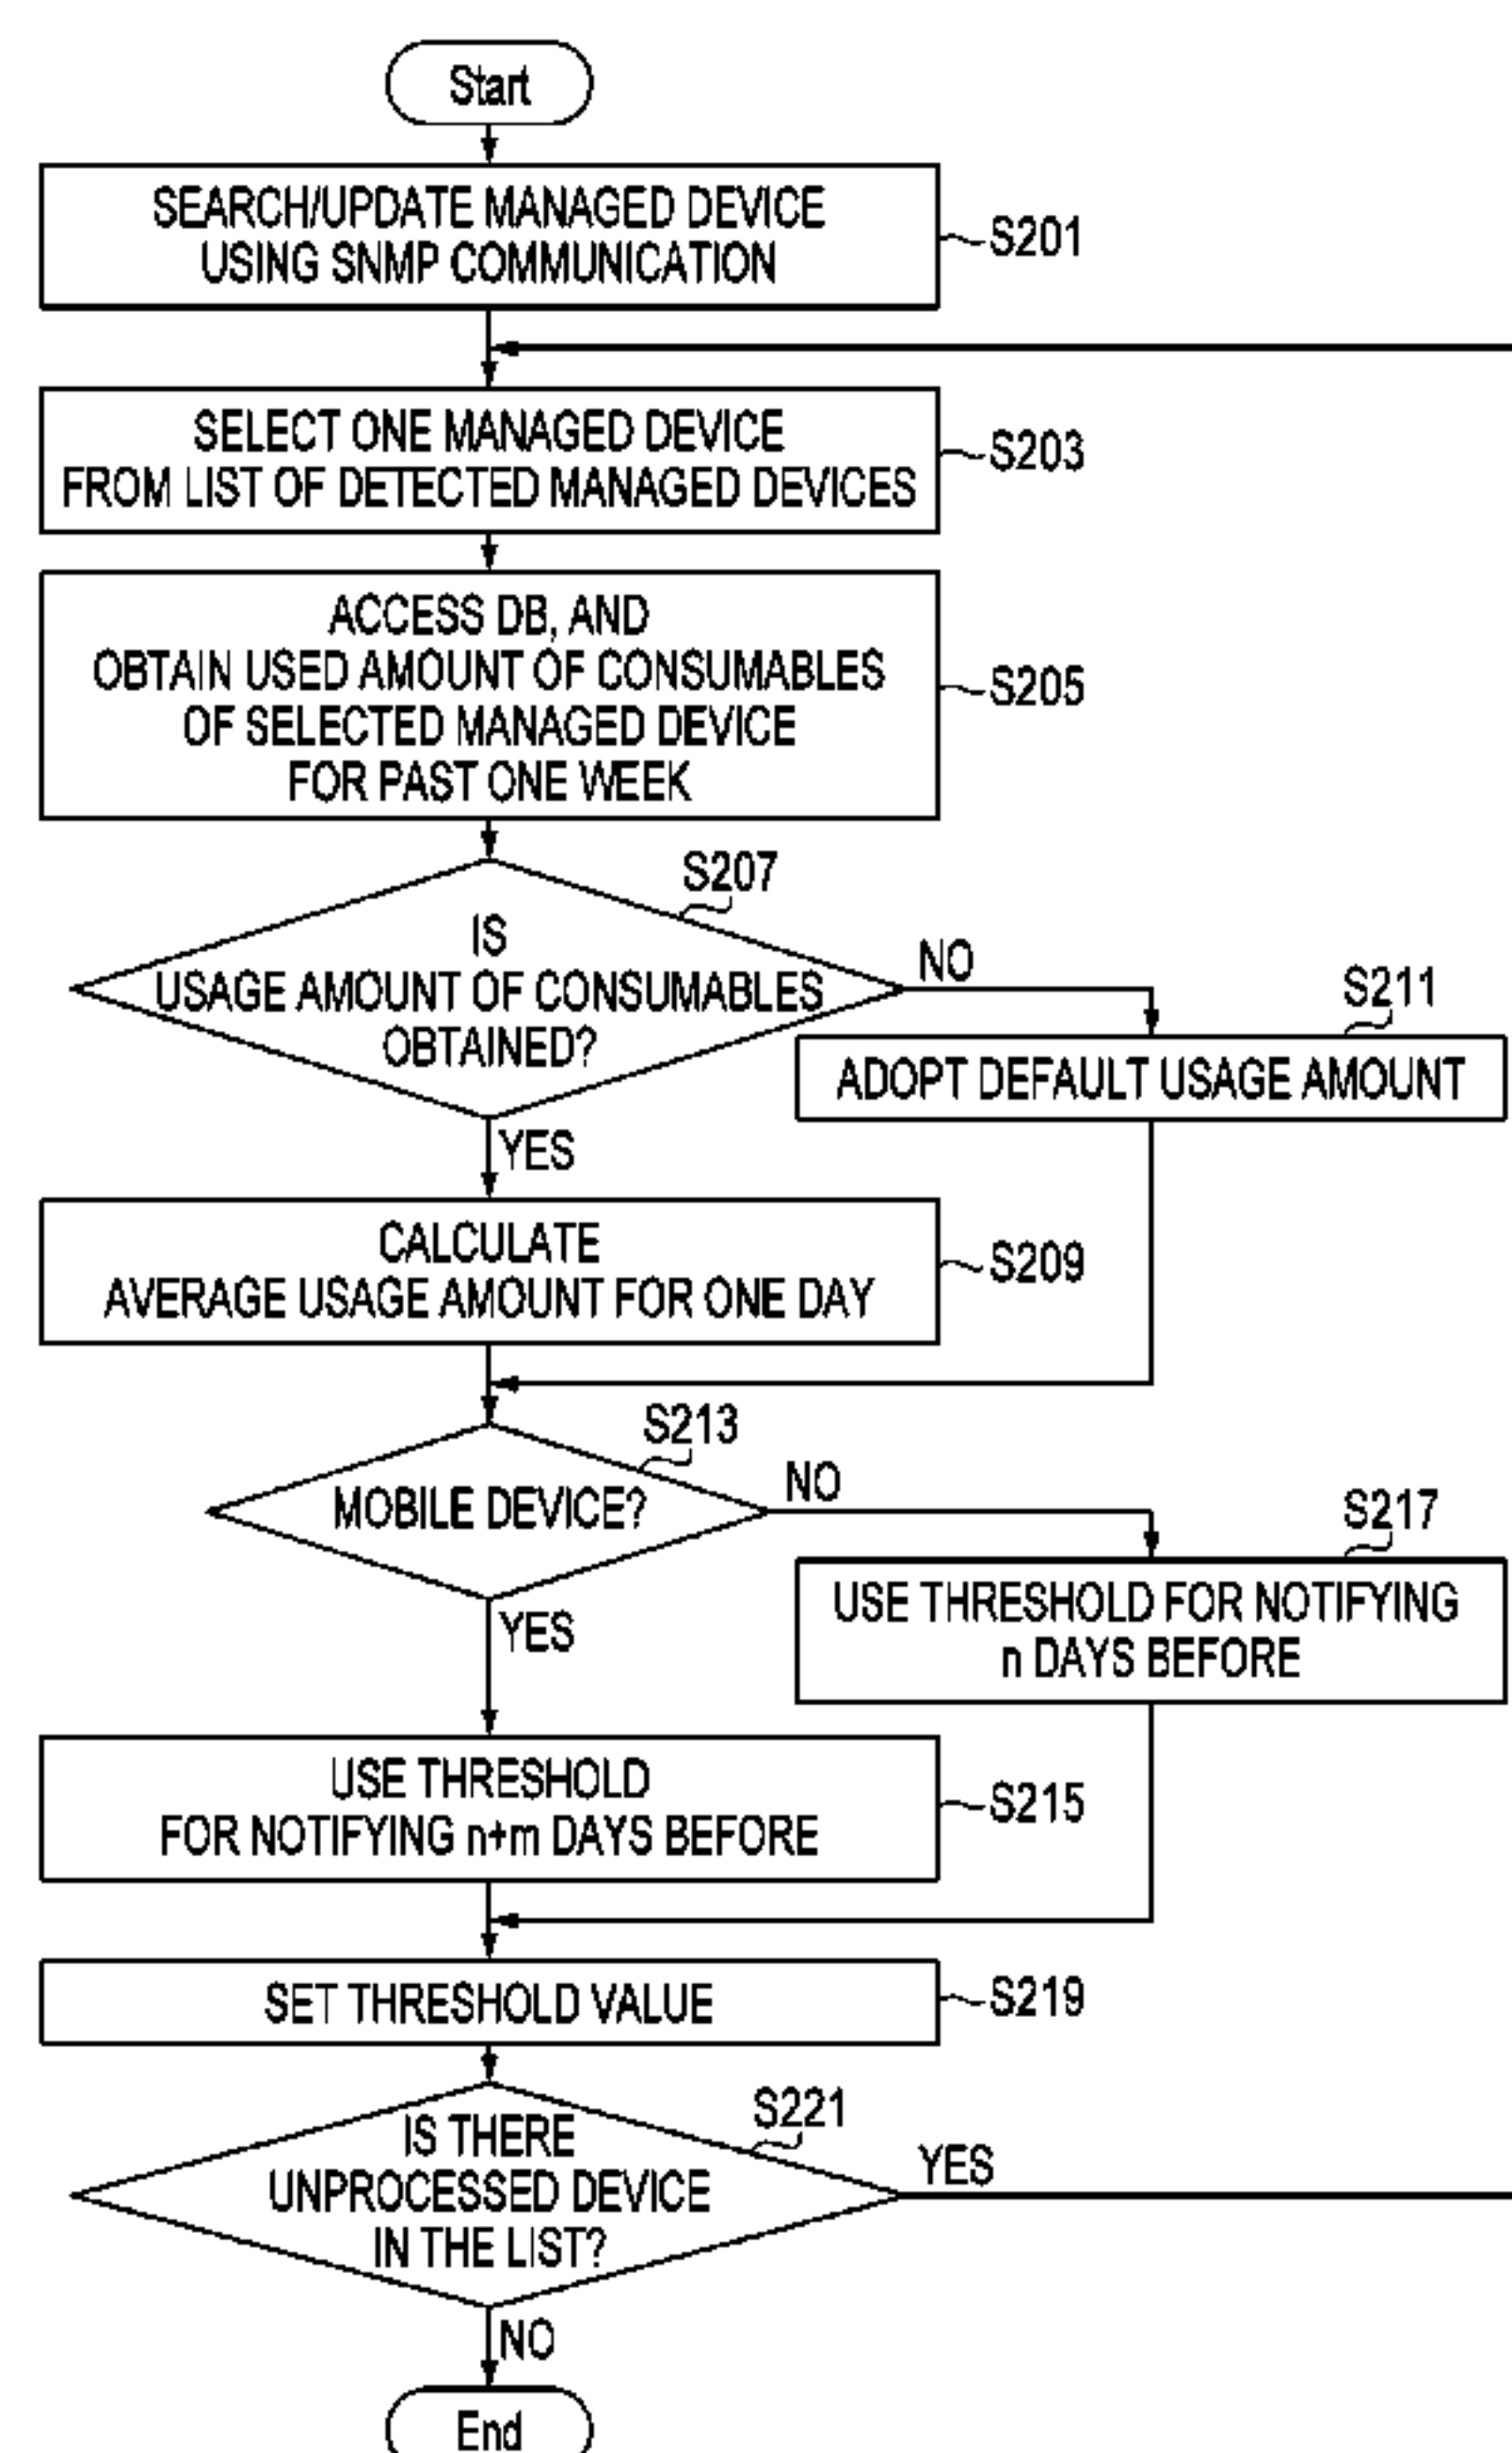 Start
SEARCH/UPDATE MANAGED DEVICE
USING SNMP COMMUNICATION
S201
SELECT ONE MANAGED DEVICE
FROM LIST OF DETECTED MANAGED DEVICES
S203
ACCESS DB, AND
OBTAIN USED AMOUNT OF CONSUMABLES
OF SELECTED MANAGED DEVICE
FOR PAST ONE WEEK
S205
S207
IS
USAGE AMOUNT OF CONSUMABLES
OBTAINED?
NO
S211
ADOPT DEFAULT USAGE AMOUNT
YES
CALCULATE
AVERAGE USAGE AMOUNT FOR ONE DAY
S209
S213
MOBILE DEVICE?
NO
S217
USE THRESHOLD FOR NOTIFYING
n DAYS BEFORE
YES
USE THRESHOLD
FOR NOTIFYING n+m DAYS BEFORE
S215
SET THRESHOLD VALUE
S219
S221
IS THERE
UNPROCESSED DEVICE
IN THE LIST?
YES
NO
End